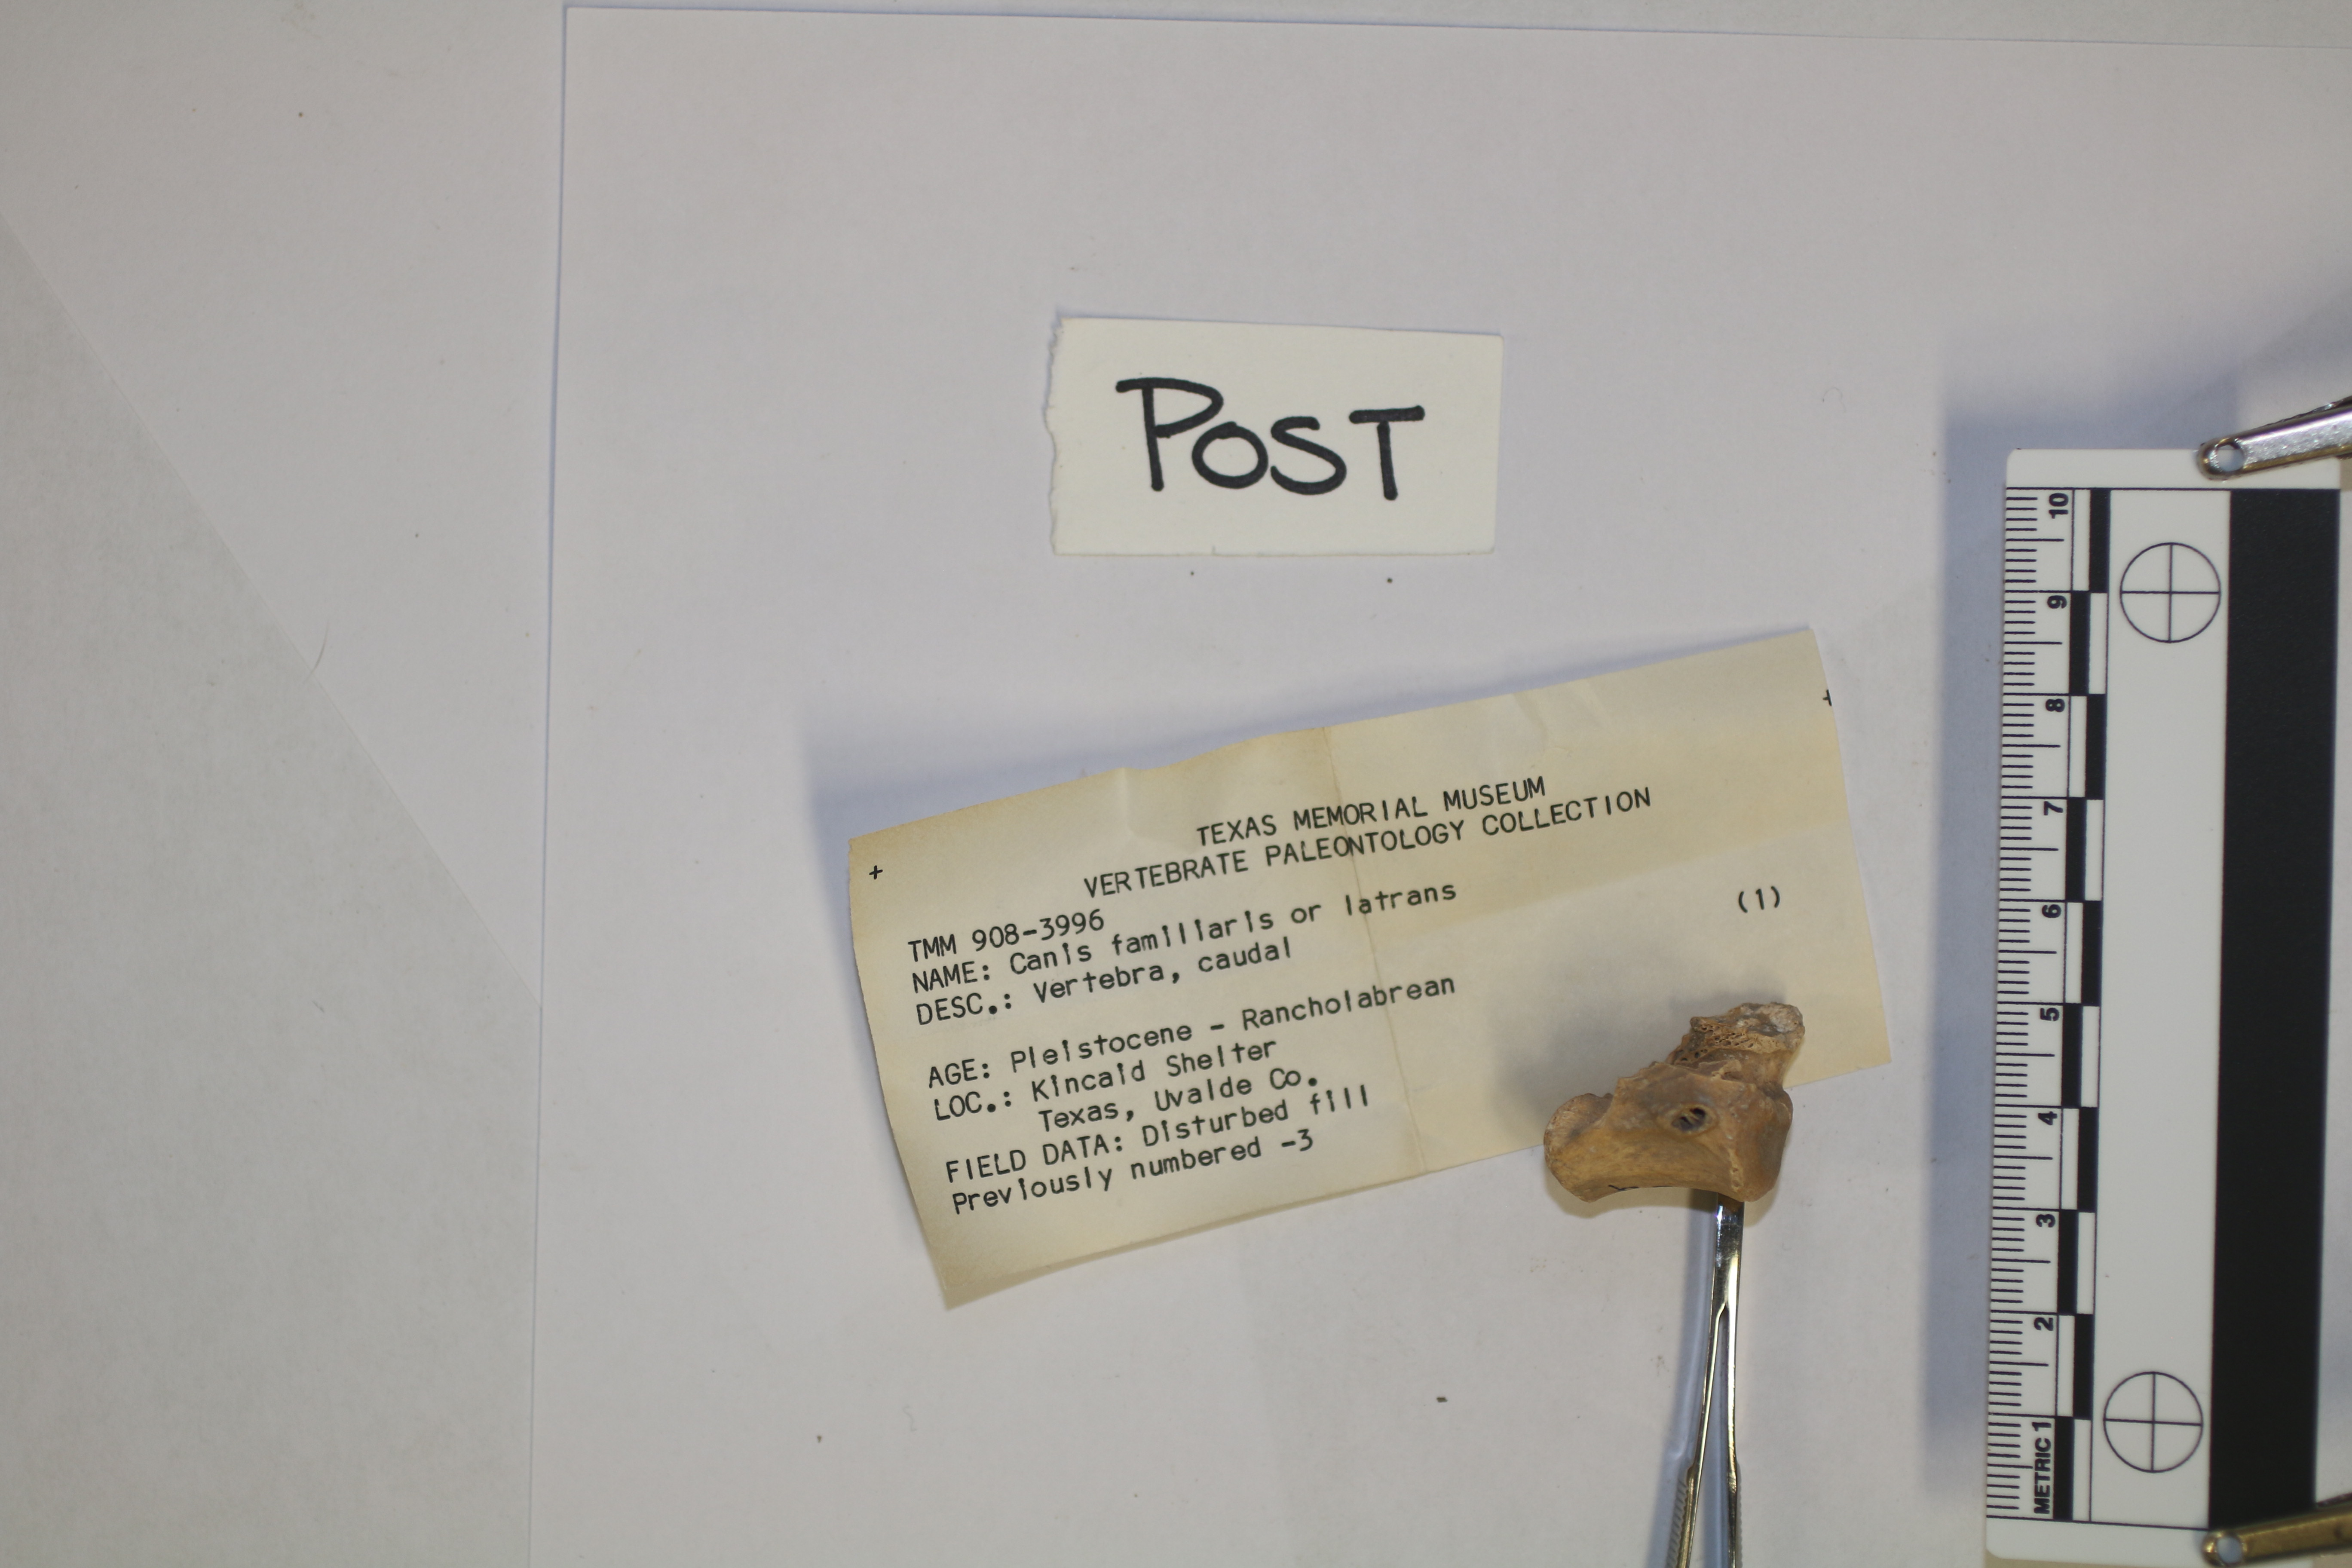 POST
+
TEXAS MEMORIAL MUSEUM
VERTEBRATE PALEONTOLOGY COLLECTION
TMM 908-3996
NAME: Canis familiaris or latrans (1)
DESC.: Vertebra, caudal
AGE: Pleistocene - Rancholabrean
LOC.: Kincaid Shelter
Texas, Uvalde Co.
FIELD DATA: Disturbed fill
Previously numbered -3
+
METRIC 1 2 3 4 5 6 7 8 9 10